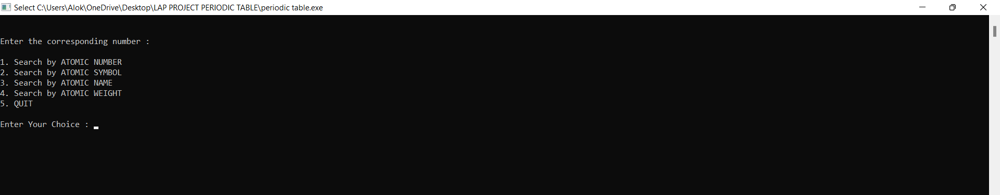 Select C:\Users\Alok\OneDrive\Desktop\LAP PROJECT PERIODIC TABLE\periodic table.exe
Enter the corresponding number :
1. Search by ATOMIC NUMBER
2. Search by ATOMIC SYMBOL
3. Search by ATOMIC NAME
4. Search by ATOMIC WEIGHT
5. QUIT
Enter Your Choice :